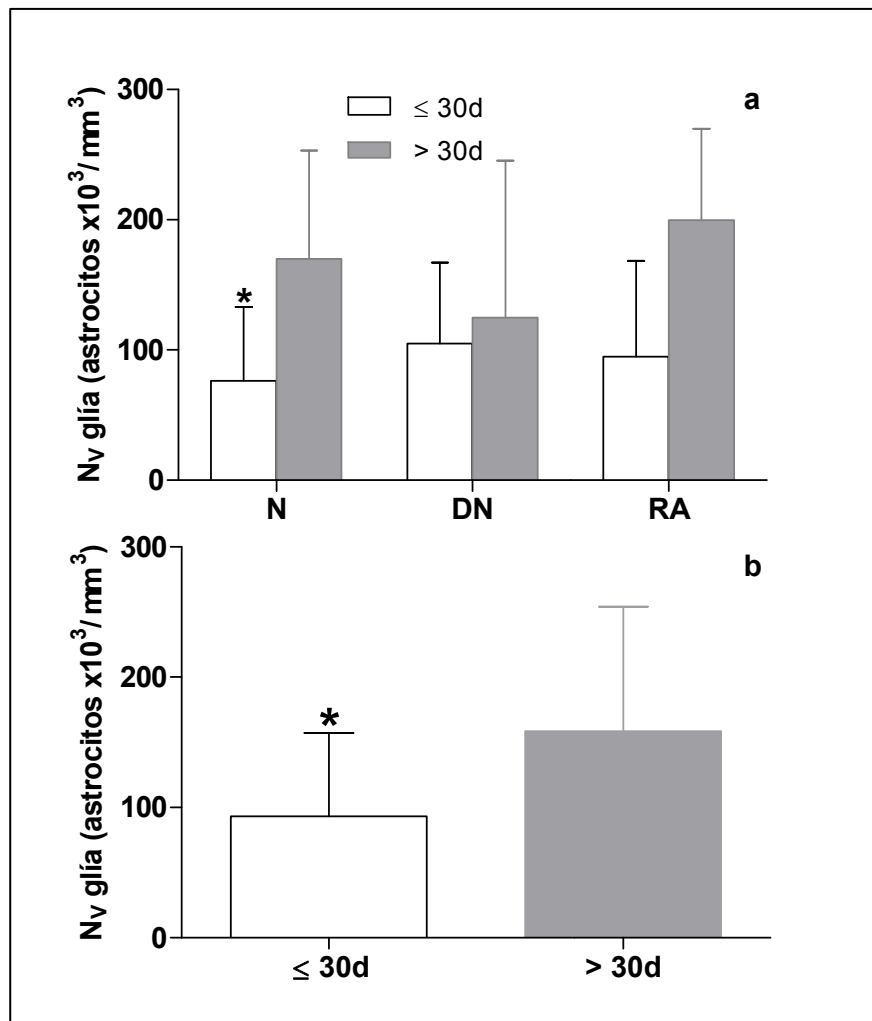 300
a
≤ 30d
> 30d
200
*
100
0
N DN RA
Nv glía (astrocitos x10³/mm³)
300
b
200
*
100
0
≤ 30d > 30d
Nv glía (astrocitos x10³/mm³)